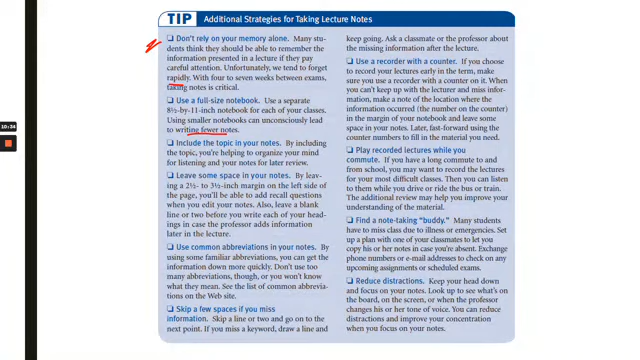 TIP Additional Strategies for Taking Lecture Notes
❑ Don't rely on your memory alone. Many stu-
dents think they should be able to remember the
information presented in a lecture if they pay
careful attention. Unfortunately, we tend to forget
rapidly. With four to seven weeks between exams,
taking notes is critical.
❑ Use a full-size notebook. Use a separate
8½-by-11-inch notebook for each of your classes.
Using smaller notebooks can unconsciously lead
to writing fewer notes.
❑ Include the topic in your notes. By including
the topic, you're helping to organize your mind
for listening and your notes for later review.
❑ Leave some space in your notes. By leav-
ing a 2½- to 3½-inch margin on the left side of
the page, you'll be able to add recall questions
when you edit your notes. Also, leave a blank
line or two before you write each of your head-
ings in case the professor adds information
later in the lecture.
❑ Use common abbreviations in your notes. By
using some familiar abbreviations, you can get the
information down more quickly. Don't use too
many abbreviations, though, or you won't know
what they mean. See the list of common abbrevia-
tions on the Web site.
❑ Skip a few spaces if you miss
information. Skip a line or two and go on to the
next point. If you miss a keyword, draw a line and
keep going. Ask a classmate or the professor about
the missing information after the lecture.
❑ Use a recorder with a counter. If you choose
to record your lectures early in the term, make
sure you use a recorder with a counter on it. When
you can't keep up with the lecturer and miss infor-
mation, make a note of the location where the
information occurred (the number on the counter)
in the margin of your notebook and leave some
space in your notes. Later, fast-forward using the
counter numbers to fill in the material you need.
❑ Play recorded lectures while you
commute. If you have a long commute to and
from school, you may want to record the lectures
for your most difficult classes. Then you can listen
to them while you drive or ride the bus or train.
The additional review may help you improve your
understanding of the material.
❑ Find a note-taking "buddy." Many students
have to miss class due to illness or emergencies. Set
up a plan with one of your classmates to let you
copy his or her notes in case you're absent. Exchange
phone numbers or e-mail addresses to check on any
upcoming assignments or scheduled exams.
❑ Reduce distractions. Keep your head down
and focus on your notes. Look up to see what's on
the board, on the screen, or when the professor
changes his or her tone of voice. You can reduce
distractions and improve your concentration
when you focus on your notes.
10:34